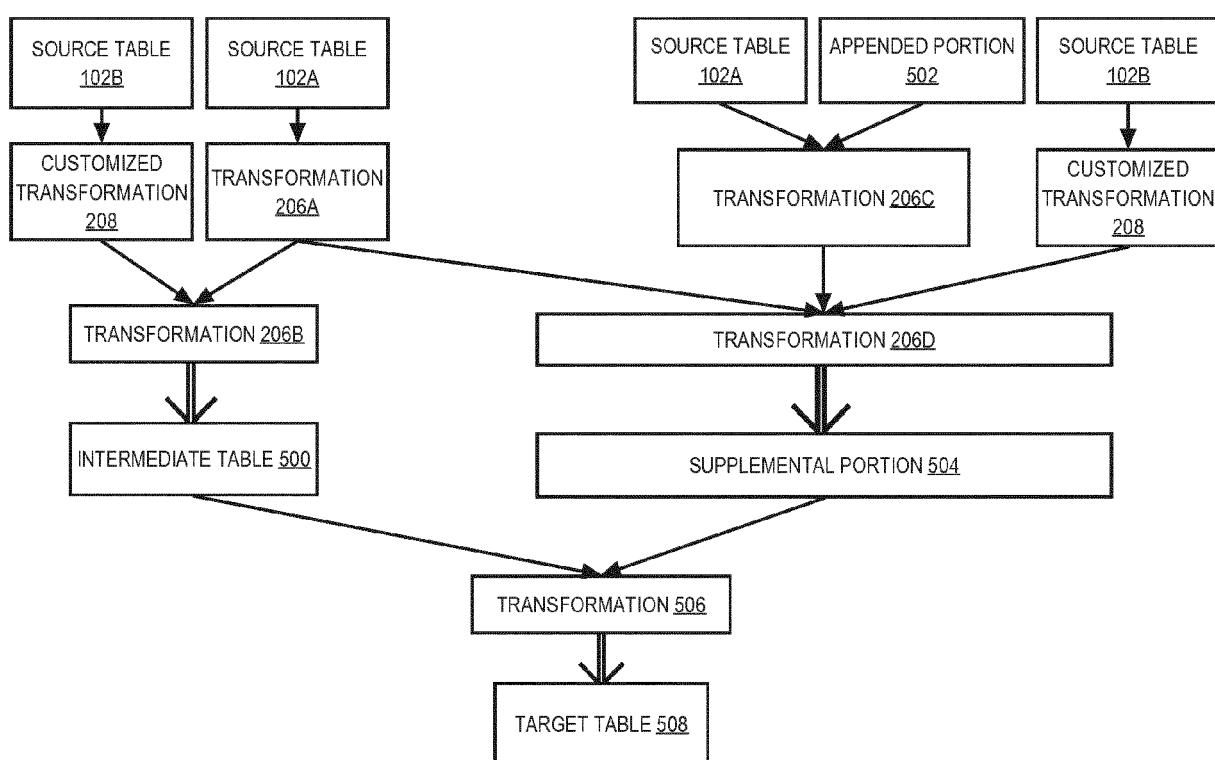 SOURCE TABLE
102B
SOURCE TABLE
102A
SOURCE TABLE
102A
APPENDED PORTION
502
SOURCE TABLE
102B
CUSTOMIZED
TRANSFORMATION
208
TRANSFORMATION
206A
TRANSFORMATION 206C
CUSTOMIZED
TRANSFORMATION
208
TRANSFORMATION 206B
TRANSFORMATION 206D
INTERMEDIATE TABLE 500
SUPPLEMENTAL PORTION 504
TRANSFORMATION 506
TARGET TABLE 508